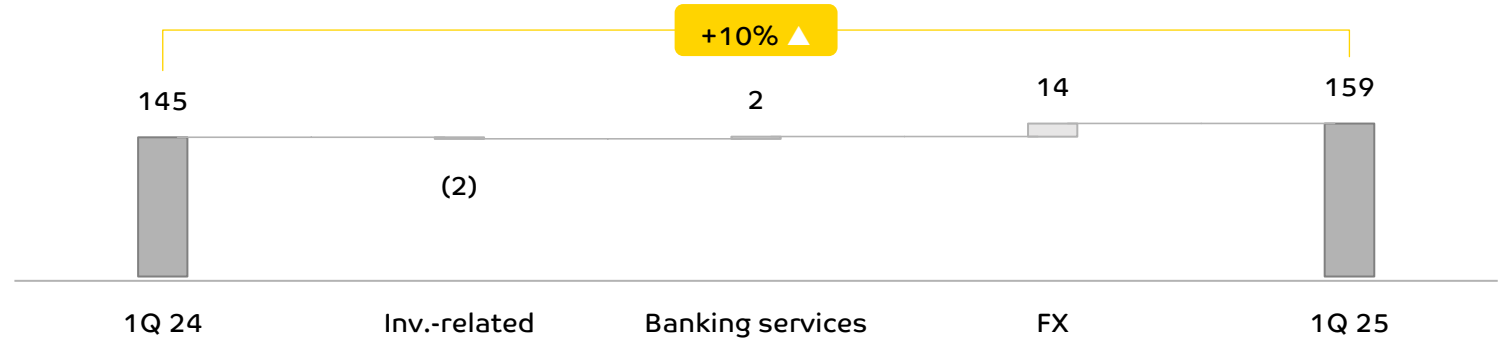 +10%
145
(2)
2
14
159
1Q 24
Inv.-related
Banking services
FX
1Q 25